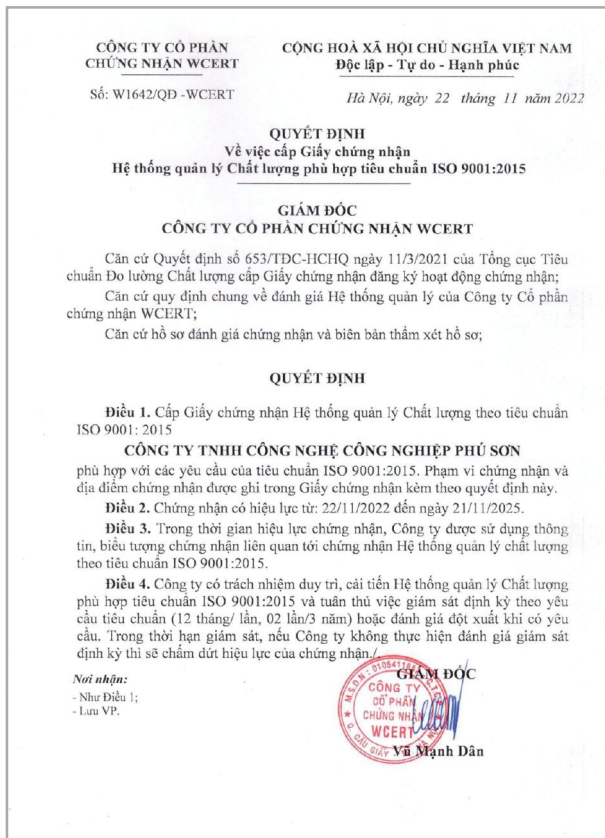 CÔNG TY CỔ PHẦN
CHỨNG NHẬN WCERT
Số: W1642/QĐ -WCERT
CỘNG HOÀ XÃ HỘI CHỦ NGHĨA VIỆT NAM
Độc lập - Tự do - Hạnh phúc
Hà Nội, ngày 22 tháng 11 năm 2022
QUYẾT ĐỊNH
Về việc cấp Giấy chứng nhận
Hệ thống quản lý Chất lượng phù hợp tiêu chuẩn ISO 9001:2015
GIÁM ĐỐC
CÔNG TY CỔ PHẦN CHỨNG NHẬN WCERT
Căn cứ Quyết định số 653/TĐC-HCHQ ngày 11/3/2021 của Tổng cục Tiêu
chuẩn Đo lường Chất lượng cấp Giấy chứng nhận đăng ký hoạt động chứng nhận;
Căn cứ quy định chung về đánh giá Hệ thống quản lý của Công ty Cổ phần
chứng nhận WCERT;
Căn cứ hồ sơ đánh giá chứng nhận và biên bản thẩm xét hồ sơ;
QUYẾT ĐỊNH
Điều 1. Cấp Giấy chứng nhận Hệ thống quản lý Chất lượng theo tiêu chuẩn
ISO 9001: 2015
CÔNG TY TNHH CÔNG NGHỆ CÔNG NGHIỆP PHÚ SƠN
phù hợp với các yêu cầu của tiêu chuẩn ISO 9001:2015. Phạm vi chứng nhận và
địa điểm chứng nhận được ghi trong Giấy chứng nhận kèm theo quyết định này.
Điều 2. Chứng nhận có hiệu lực từ: 22/11/2022 đến ngày 21/11/2025.
Điều 3. Trong thời gian hiệu lực chứng nhận, Công ty được sử dụng thông
tin, biểu tượng chứng nhận liên quan tới chứng nhận Hệ thống quản lý chất lượng
theo tiêu chuẩn ISO 9001:2015.
Điều 4. Công ty có trách nhiệm duy trì, cải tiến Hệ thống quản lý Chất lượng
phù hợp tiêu chuẩn ISO 9001:2015 và tuân thủ việc giám sát định kỳ theo yêu
cầu tiêu chuẩn (12 tháng/ lần, 02 lần/3 năm) hoặc đánh giá đột xuất khi có yêu
cầu. Trong thời hạn giám sát, nếu Công ty không thực hiện đánh giá giám sát
định kỳ thì sẽ chấm dứt hiệu lực của chứng nhận./.
Nơi nhận:
- Như Điều 1;
- Lưu VP.
GIÁM ĐỐC
CÔNG TY
CỔ PHẦN
CHỨNG NHẬN
WCERT
Vũ Mạnh Dân